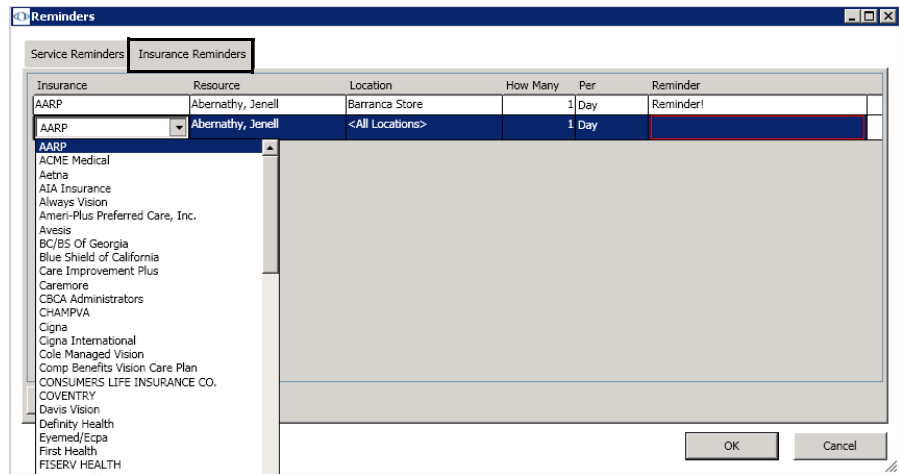 Reminders
Service Reminders Insurance Reminders
Insurance Resource Location How Many Per Reminder
AARP Abernathy, Jenell Barranca Store 1 Day Reminder!
AARP Abernathy, Jenell <All Locations> 1 Day
AARP
ACME Medical
Aetna
AIA Insurance
Always Vision
Ameri-Plus Preferred Care, Inc.
Avesis
BC/BS Of Georgia
Blue Shield of California
Care Improvement Plus
Caremore
CBCA Administrators
CHAMPVA
Cigna
Cigna International
Cole Managed Vision
Comp Benefits Vision Care Plan
CONSUMERS LIFE INSURANCE CO.
COVENTRY
Davis Vision
Definity Health
Eyemed/Ecpa
First Health
FISERV HEALTH
OK Cancel